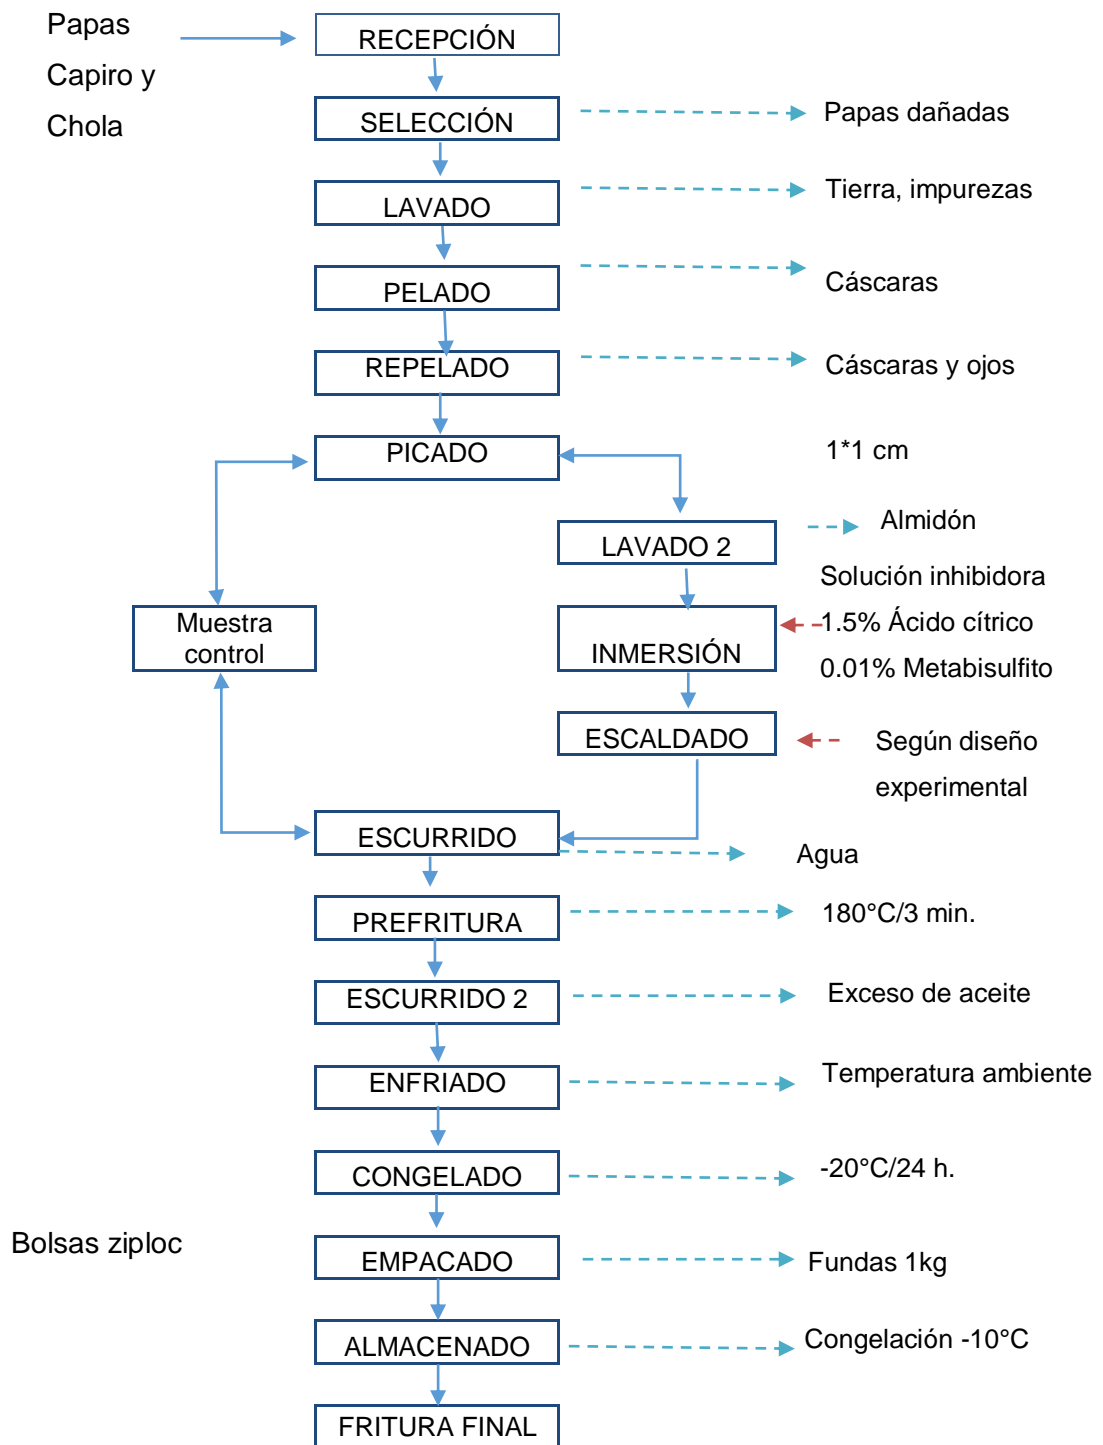 Papas
Capiro y
Chola
RECEPCIÓN
SELECCIÓN
Papas dañadas
LAVADO
Tierra, impurezas
PELADO
Cáscaras
REPELADO
Cáscaras y ojos
PICADO
1*1 cm
LAVADO 2
Almidón
Solución inhibidora
1.5% Ácido cítrico
0.01% Metabisulfito
Muestra
control
INMERSIÓN
ESCALDADO
Según diseño
experimental
ESCURRIDO
Agua
PREFRITURA
180°C/3 min.
ESCURRIDO 2
Exceso de aceite
ENFRIADO
Temperatura ambiente
CONGELADO
-20°C/24 h.
Bolsas ziploc
EMPACADO
Fundas 1kg
ALMACENADO
Congelación -10°C
FRITURA FINAL